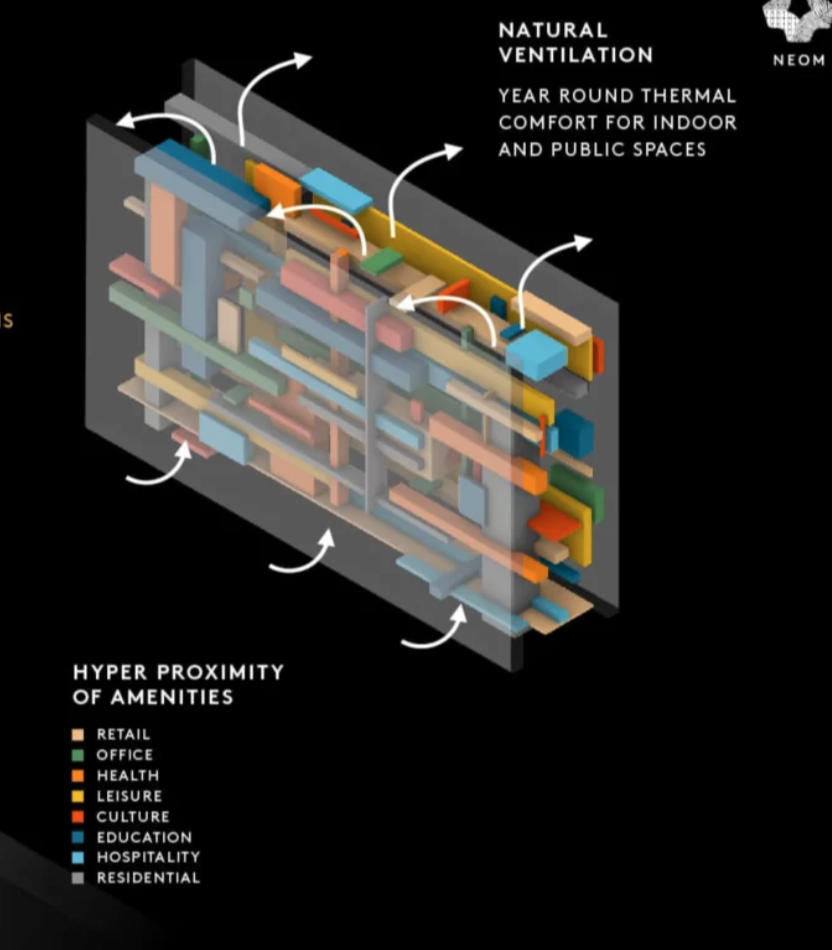 NATURAL
VENTILATION
NEOM
YEAR ROUND THERMAL
COMFORT FOR INDOOR
AND PUBLIC SPACES
HYPER PROXIMITY
OF AMENITIES
RETAIL
OFFICE
HEALTH
LEISURE
CULTURE
EDUCATION
HOSPITALITY
RESIDENTIAL